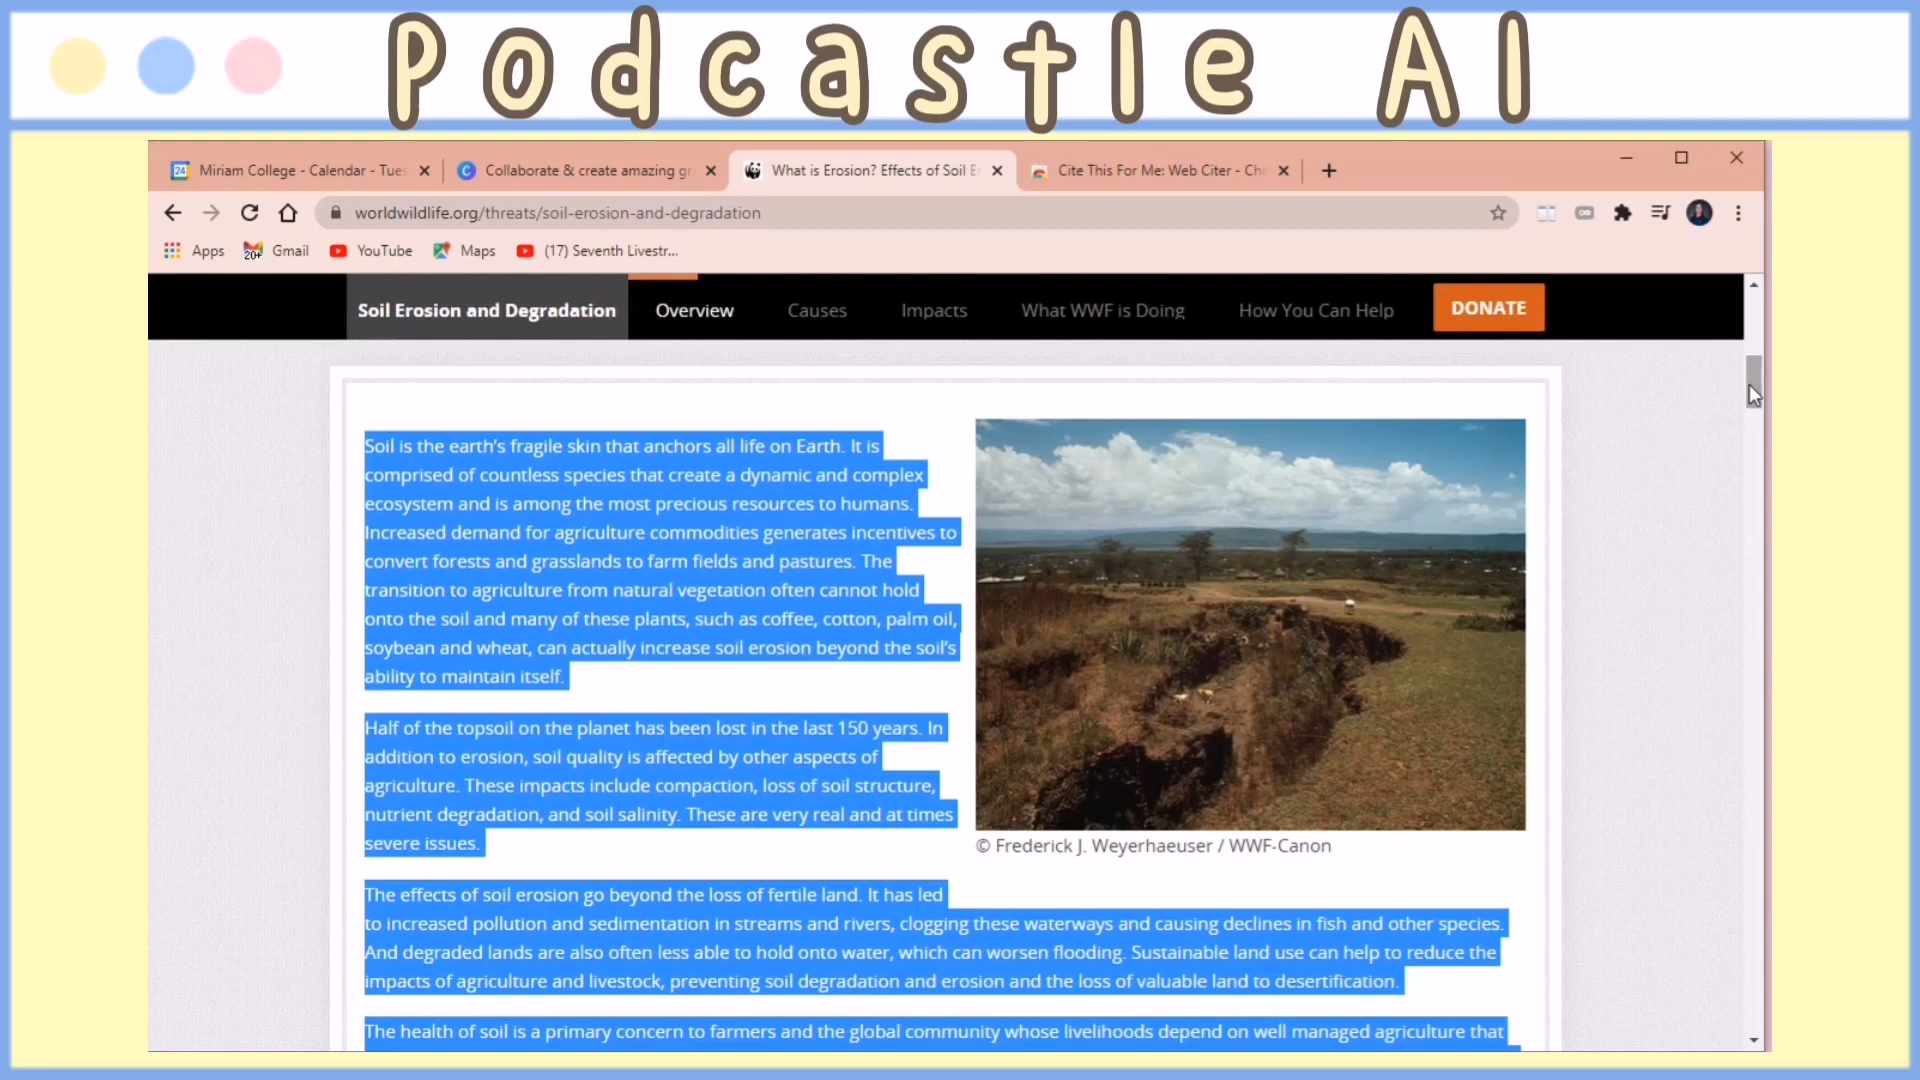 Podcastle AI
24 Miriam College - Calendar - Tues
Collaborate & create amazing gr
What is Erosion? Effects of Soil E
Cite This For Me: Web Citer - Ch
worldwildlife.org/threats/soil-erosion-and-degradation
Apps
20+ Gmail
YouTube
Maps
(17) Seventh Livestr...
Soil Erosion and Degradation
Overview
Causes
Impacts
What WWF is Doing
How You Can Help
DONATE
Soil is the earth's fragile skin that anchors all life on Earth. It is
comprised of countless species that create a dynamic and complex
ecosystem and is among the most precious resources to humans.
Increased demand for agriculture commodities generates incentives to
convert forests and grasslands to farm fields and pastures. The
transition to agriculture from natural vegetation often cannot hold
onto the soil and many of these plants, such as coffee, cotton, palm oil,
soybean and wheat, can actually increase soil erosion beyond the soil's
ability to maintain itself.
Half of the topsoil on the planet has been lost in the last 150 years. In
addition to erosion, soil quality is affected by other aspects of
agriculture. These impacts include compaction, loss of soil structure,
nutrient degradation, and soil salinity. These are very real and at times
severe issues.
© Frederick J. Weyerhaeuser / WWF-Canon
The effects of soil erosion go beyond the loss of fertile land. It has led
to increased pollution and sedimentation in streams and rivers, clogging these waterways and causing declines in fish and other species.
And degraded lands are also often less able to hold onto water, which can worsen flooding. Sustainable land use can help to reduce the
impacts of agriculture and livestock, preventing soil degradation and erosion and the loss of valuable land to desertification.
The health of soil is a primary concern to farmers and the global community whose livelihoods depend on well managed agriculture that